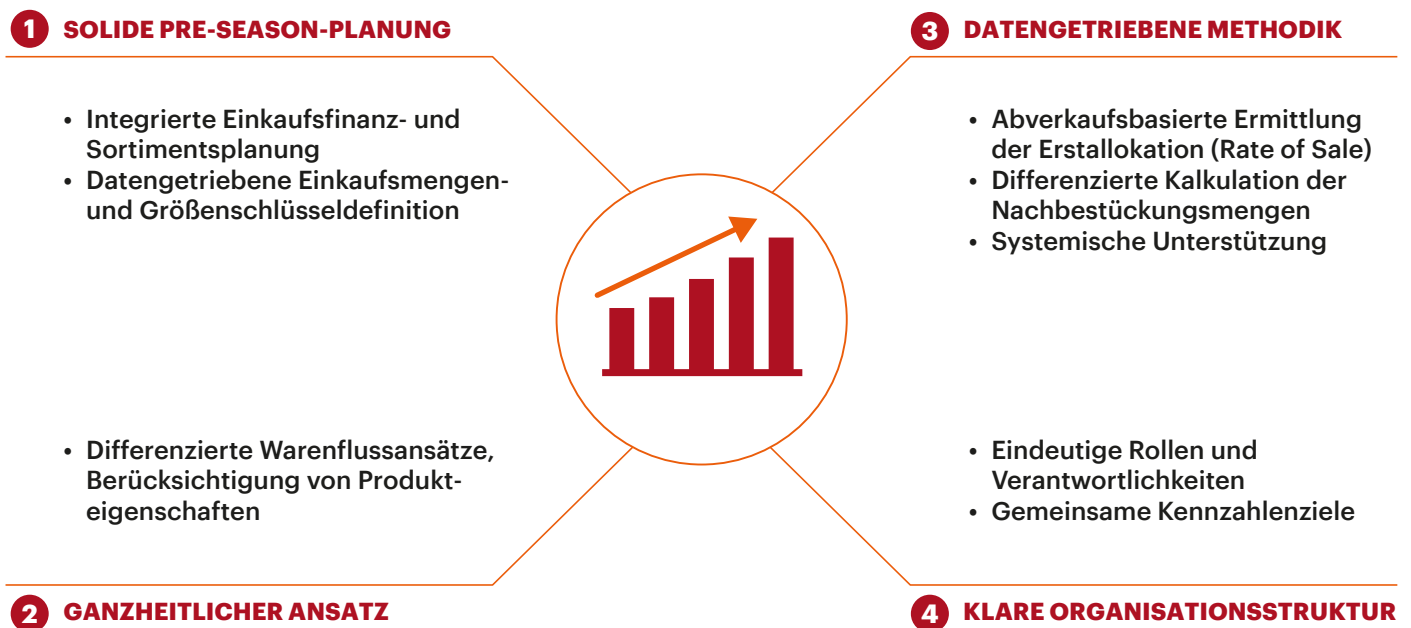 1 SOLIDE PRE-SEASON-PLANUNG
• Integrierte Einkaufsfinanz- und
Sortimentsplanung
• Datengetriebene Einkaufsmengen-
und Größenschlüsseldefinition
• Differenzierte Warenflussansätze,
Berücksichtigung von Produkt-
eigenschaften
2 GANZHEITLICHER ANSATZ
3 DATENGETRIEBENE METHODIK
• Abverkaufsbasierte Ermittlung
der Erstallokation (Rate of Sale)
• Differenzierte Kalkulation der
Nachbestückungsmengen
• Systemische Unterstützung
• Eindeutige Rollen und
Verantwortlichkeiten
• Gemeinsame Kennzahlenziele
4 KLARE ORGANISATIONSSTRUKTUR